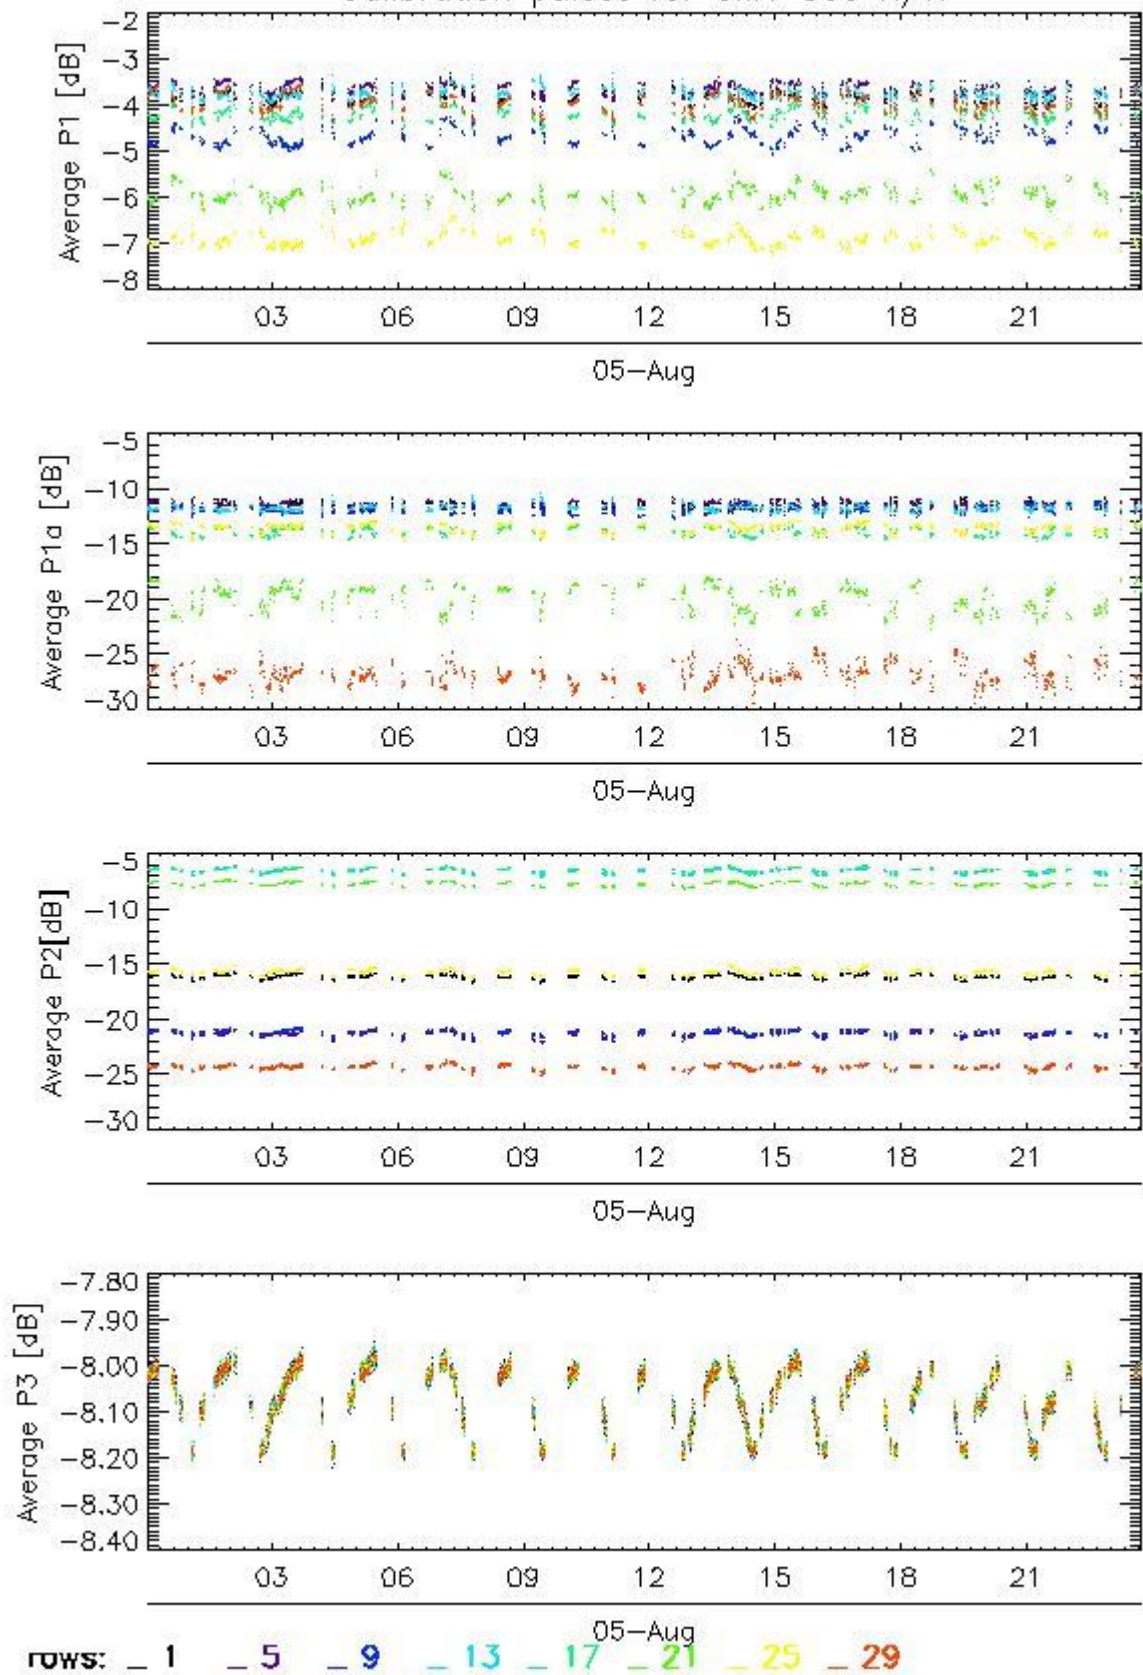 Average P1 [dB]
-2
-3
-4
-5
-6
-7
-8
03 06 09 12 15 18 21
05-Aug
Average P1a [dB]
-5
-10
-15
-20
-25
-30
03 06 09 12 15 18 21
05-Aug
Average P2[dB]
-5
-10
-15
-20
-25
-30
03 06 09 12 15 18 21
05-Aug
Average P3 [dB]
-7.80
-7.90
-8.00
-8.10
-8.20
-8.30
-8.40
03 06 09 12 15 18 21
05-Aug
rows: _ 1 _ 5 _ 9 _ 13 _ 17 _ 21 _ 25 _ 29